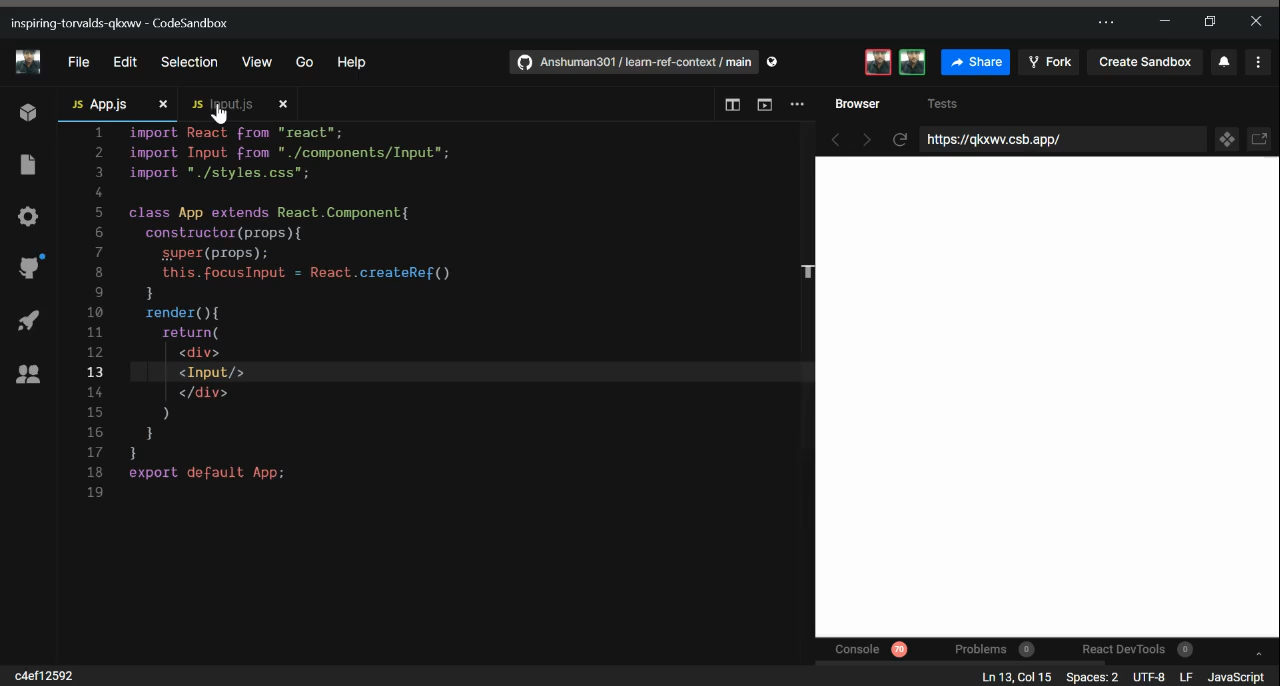 inspiring-torvalds-qkxwv - CodeSandbox
File Edit Selection View Go Help
Anshuman301 / learn-ref-context / main
Share Fork Create Sandbox
JS App.js JS Input.js
Browser Tests
https://qkxwv.csb.app/
1 import React from "react";
2 import Input from "./components/Input";
3 import "./styles.css";
4
5 class App extends React.Component{
6 constructor(props){
7 super(props);
8 this.focusInput = React.createRef()
9 }
10 render(){
11 return(
12 <div>
13 <Input/>
14 </div>
15 )
16 }
17 }
18 export default App;
19
Console 70 Problems 0 React DevTools 0
c4ef12592
Ln 13, Col 15 Spaces: 2 UTF-8 LF JavaScript